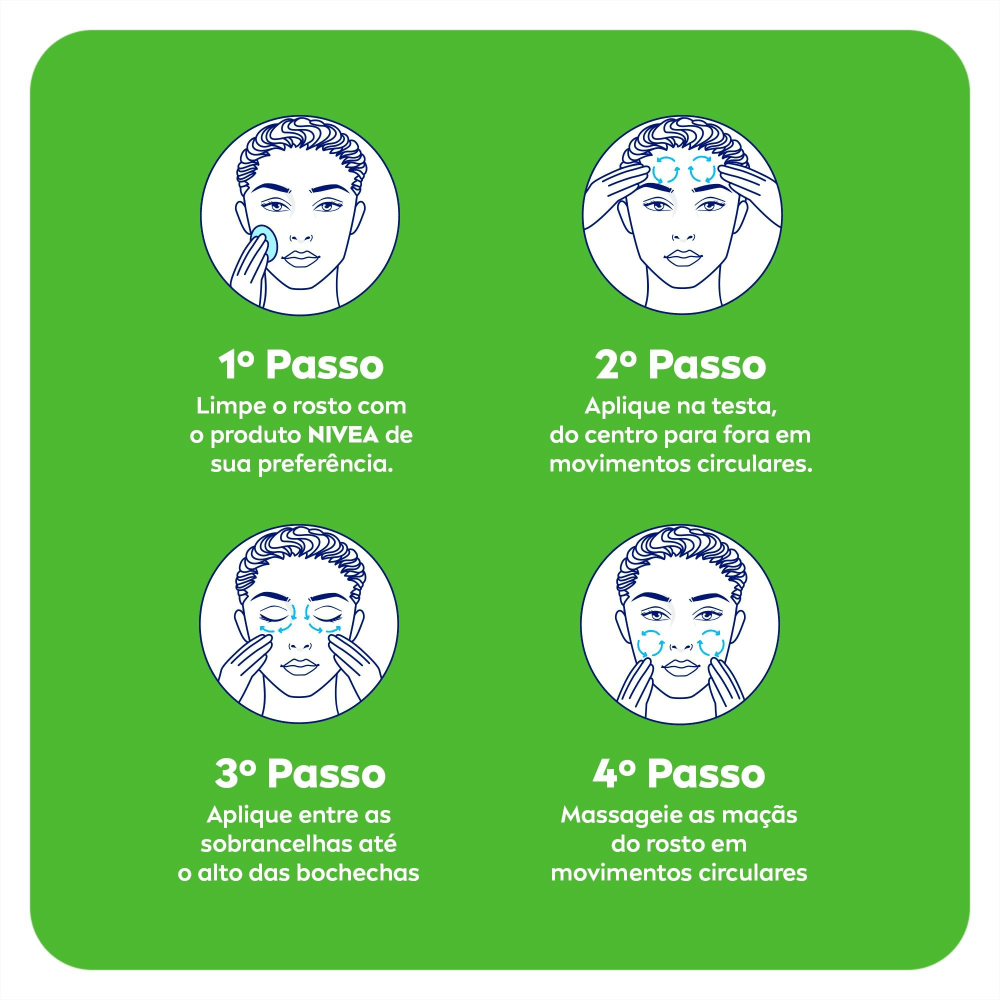 1º Passo
Limpe o rosto com
o produto NIVEA de
sua preferência.
2º Passo
Aplique na testa,
do centro para fora em
movimentos circulares.
3º Passo
Aplique entre as
sobrancelhas até
o alto das bochechas
4º Passo
Massageie as maçãs
do rosto em
movimentos circulares